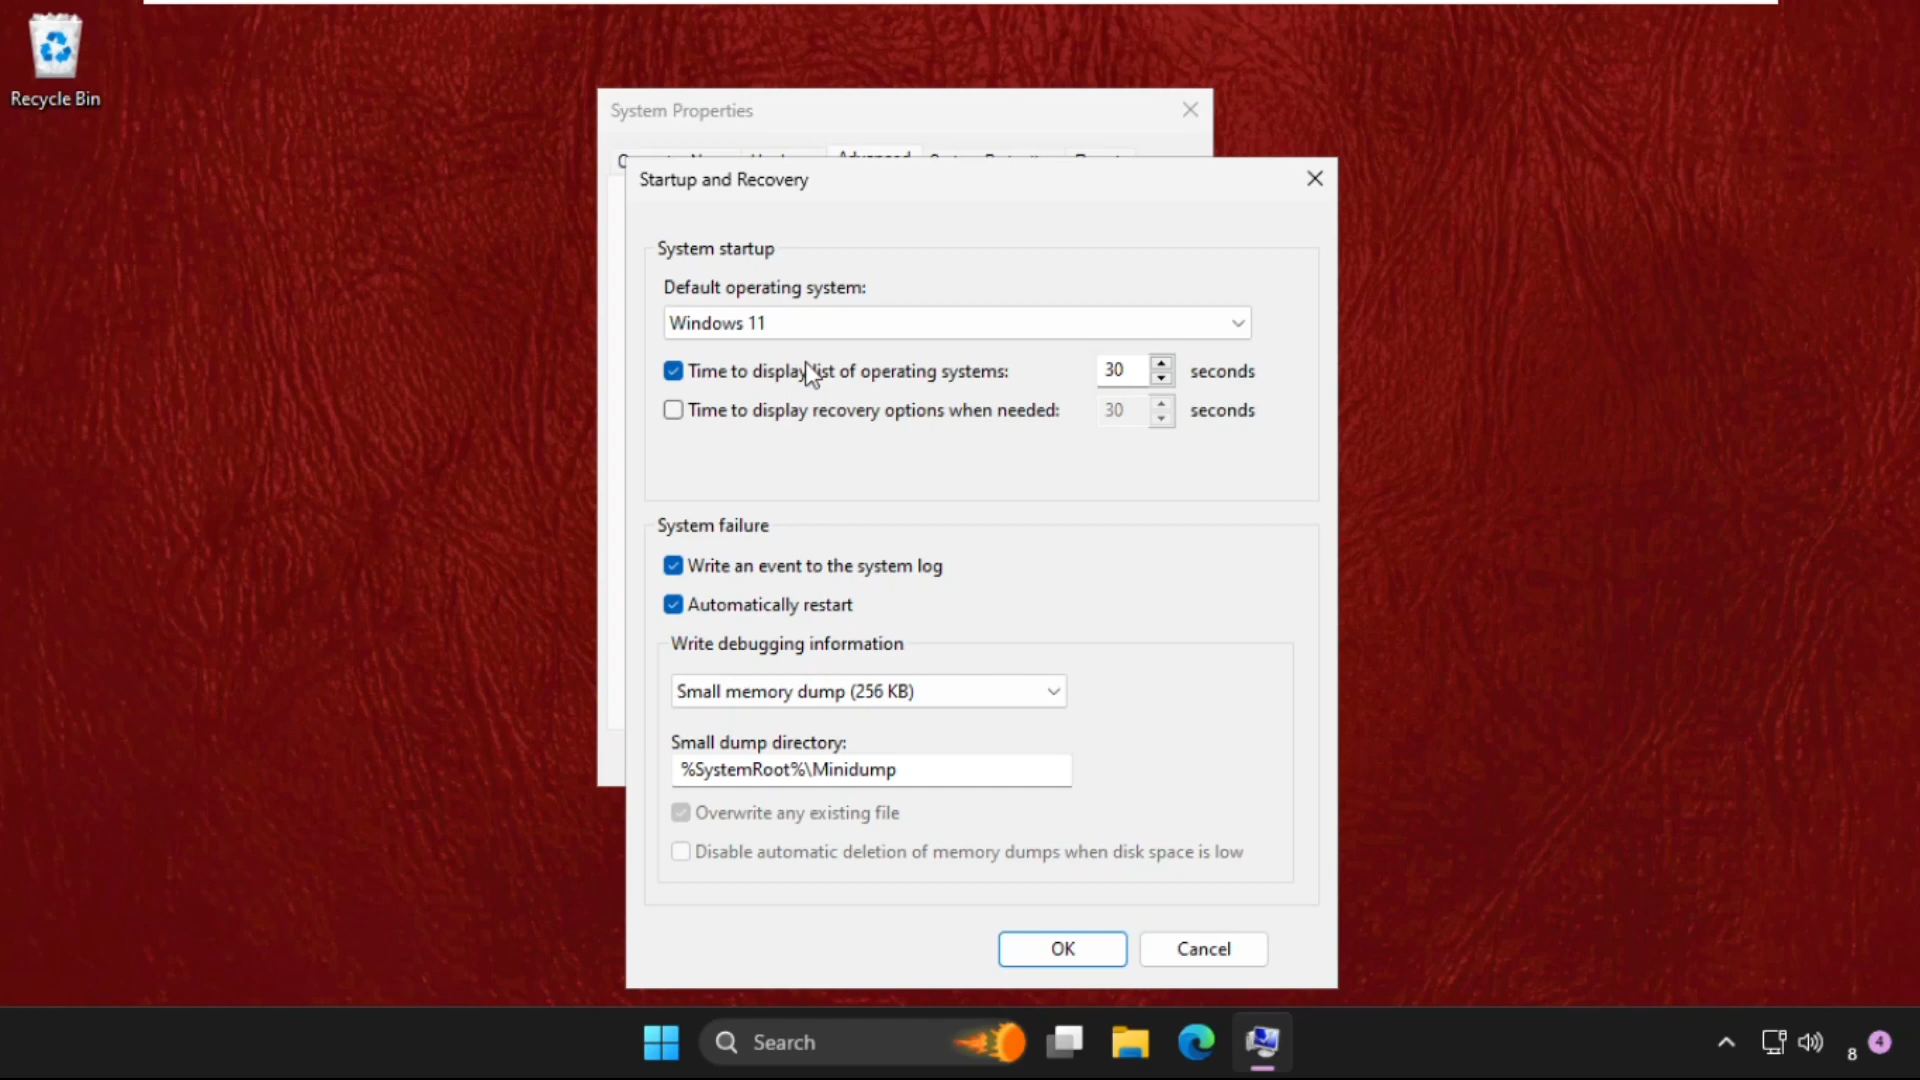 Recycle Bin
System Properties
Advanced
Startup and Recovery
System startup
Default operating system:
Windows 11
Time to display list of operating systems: 30 seconds
Time to display recovery options when needed: 30 seconds
System failure
Write an event to the system log
Automatically restart
Write debugging information
Small memory dump (256 KB)
Small dump directory:
%SystemRoot%\Minidump
Overwrite any existing file
Disable automatic deletion of memory dumps when disk space is low
OK Cancel
Search
8 4